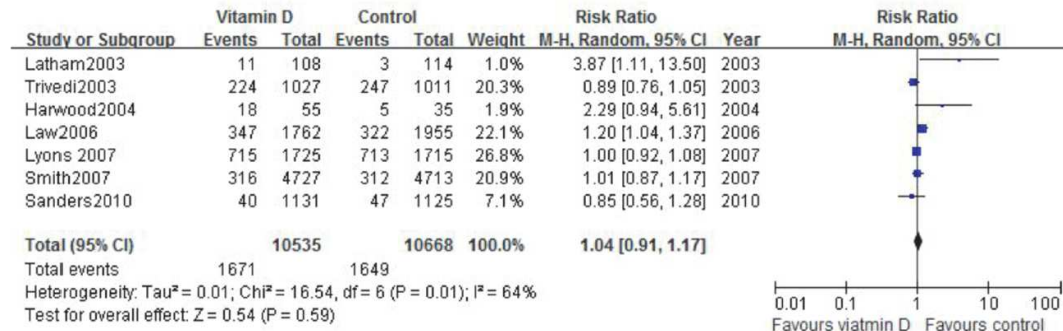 Vitamin D Control Risk Ratio Risk Ratio
Study or Subgroup Events Total Events Total Weight M-H, Random, 95% CI Year M-H, Random, 95% CI
Latham2003 11 108 3 114 1.0% 3.87 [1.11, 13.50] 2003
Trivedi2003 224 1027 247 1011 20.3% 0.89 [0.76, 1.05] 2003
Harwood2004 18 55 5 35 1.9% 2.29 [0.94, 5.61] 2004
Law2006 347 1762 322 1955 22.1% 1.20 [1.04, 1.37] 2006
Lyons 2007 715 1725 713 1715 26.8% 1.00 [0.92, 1.08] 2007
Smith2007 316 4727 312 4713 20.9% 1.01 [0.87, 1.17] 2007
Sanders2010 40 1131 47 1125 7.1% 0.85 [0.56, 1.28] 2010
Total (95% CI) 10535 10668 100.0% 1.04 [0.91, 1.17]
Total events 1671 1649
Heterogeneity: Tau² = 0.01; Chi² = 16.54, df = 6 (P = 0.01); I² = 64%
Test for overall effect: Z = 0.54 (P = 0.59)
0.01 0.1 1 10 100
Favours viatmin D Favours control